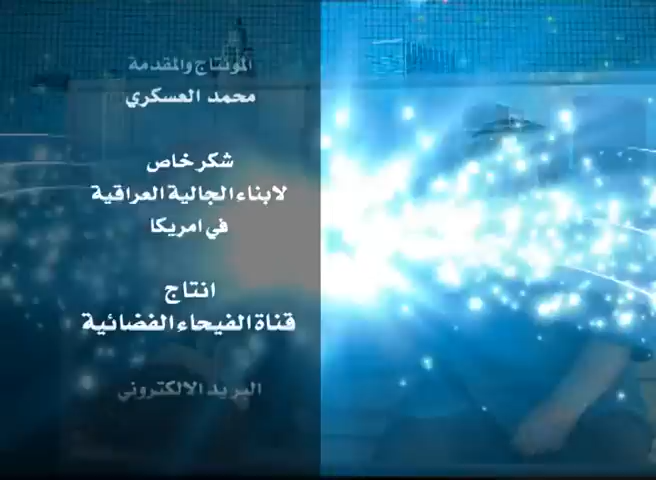 المونتاج والمقدمة
محمد العسكري
شكر خاص
لابناء الجالية العراقية
في امريكا
انتاج
قناة الفيحاء الفضائية
البريد الالكتروني